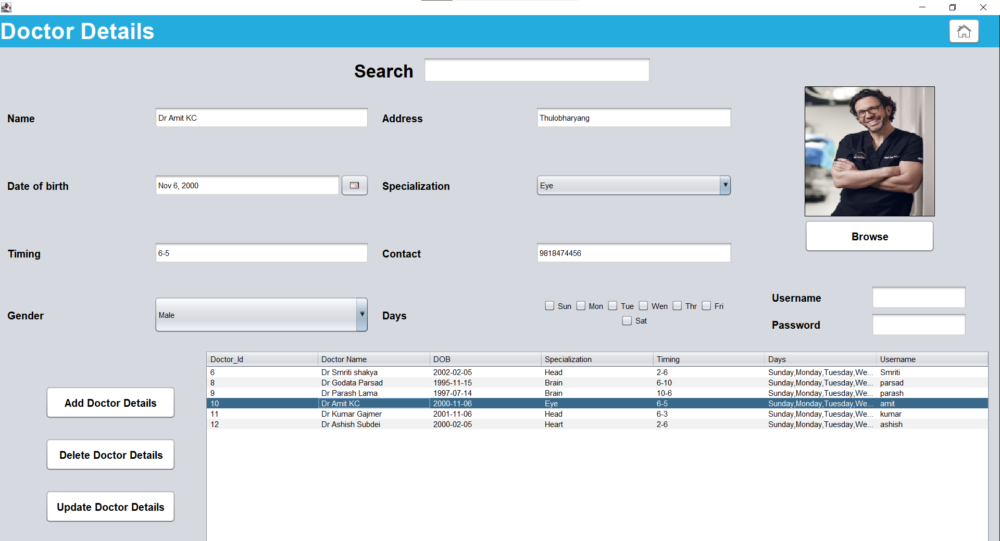 Doctor Details
Search
Name Dr Amit KC Address Thulobharyang
Date of birth Nov 6, 2000 Specialization Eye
Browse
Timing 6-5 Contact 9818474456
Username
Gender Male Days Sun Mon Tue Wen Thr Fri
Sat
Password
Doctor_Id Doctor Name DOB Specialization Timing Days Username
6 Dr Smriti shakya 2002-02-05 Head 2-6 Sunday,Monday,Tuesday,We... Smriti
8 Dr Godata Parsad 1995-11-15 Brain 6-10 Sunday,Monday,Tuesday,We... parsad
9 Dr Parash Lama 1997-07-14 Brain 10-6 Sunday,Monday,Tuesday,We... parash
10 Dr Amit KC 2000-11-06 Eye 6-5 Sunday,Monday,Tuesday,We... amit
11 Dr Kumar Gajmer 2001-11-06 Head 6-3 Sunday,Monday,Tuesday,We... kumar
12 Dr Ashish Subdei 2000-02-05 Heart 2-6 Sunday,Monday,Tuesday,We... ashish
Add Doctor Details
Delete Doctor Details
Update Doctor Details